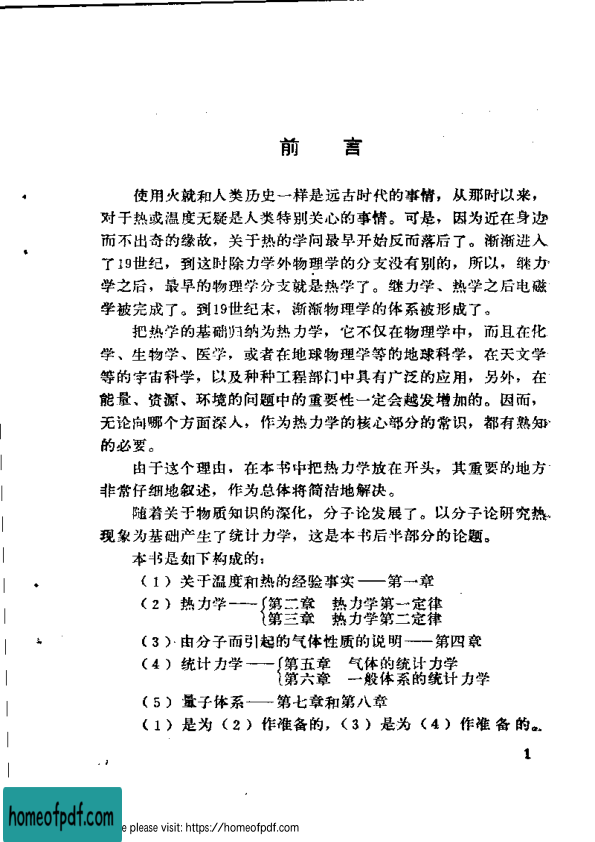 前 言
使用火就和人类历史一样是远古时代的事情，从那时以来，
对于热或温度无疑是人类特别关心的事情。可是，因为近在身边
而不出奇的缘故，关于热的学问最早开始反而落后了。渐渐进入
了19世纪，到这时除力学外物理学的分支没有别的，所以，继力
学之后，最早的物理学分支就是热学了。继力学、热学之后电磁
学被完成了。到19世纪末，渐渐物理学的体系被形成了。
把热学的基础归纳为热力学，它不仅在物理学中，而且在化
学、生物学、医学，或者在地球物理学等的地球科学，在天文学
等的宇宙科学，以及种种工程部门中具有广泛的应用，另外，在
能量、资源、环境的问题中的重要性一定会越发增加的。因而，
无论向哪个方面深入，作为热力学的核心部分的常识，都有熟知
的必要。
由于这个理由，在本书中把热力学放在开头，其重要的地方
非常仔细地叙述，作为总体将简洁地解决。
随着关于物质知识的深化，分子论发展了。以分子论研究热
现象为基础产生了统计力学，这是本书后半部分的论题。
本书是如下构成的：
（1）关于温度和热的经验事实——第一章
（2）热力学——{第二章 热力学第一定律
第三章 热力学第二定律
（3）由分子而引起的气体性质的说明——第四章
（4）统计力学——{第五章 气体的统计力学
第六章 一般体系的统计力学
（5）量子体系——第七章和第八章
（1）是为（2）作准备的，（3）是为（4）作准备的。
1
homeofpdf.com
e please visit: https://homeofpdf.com